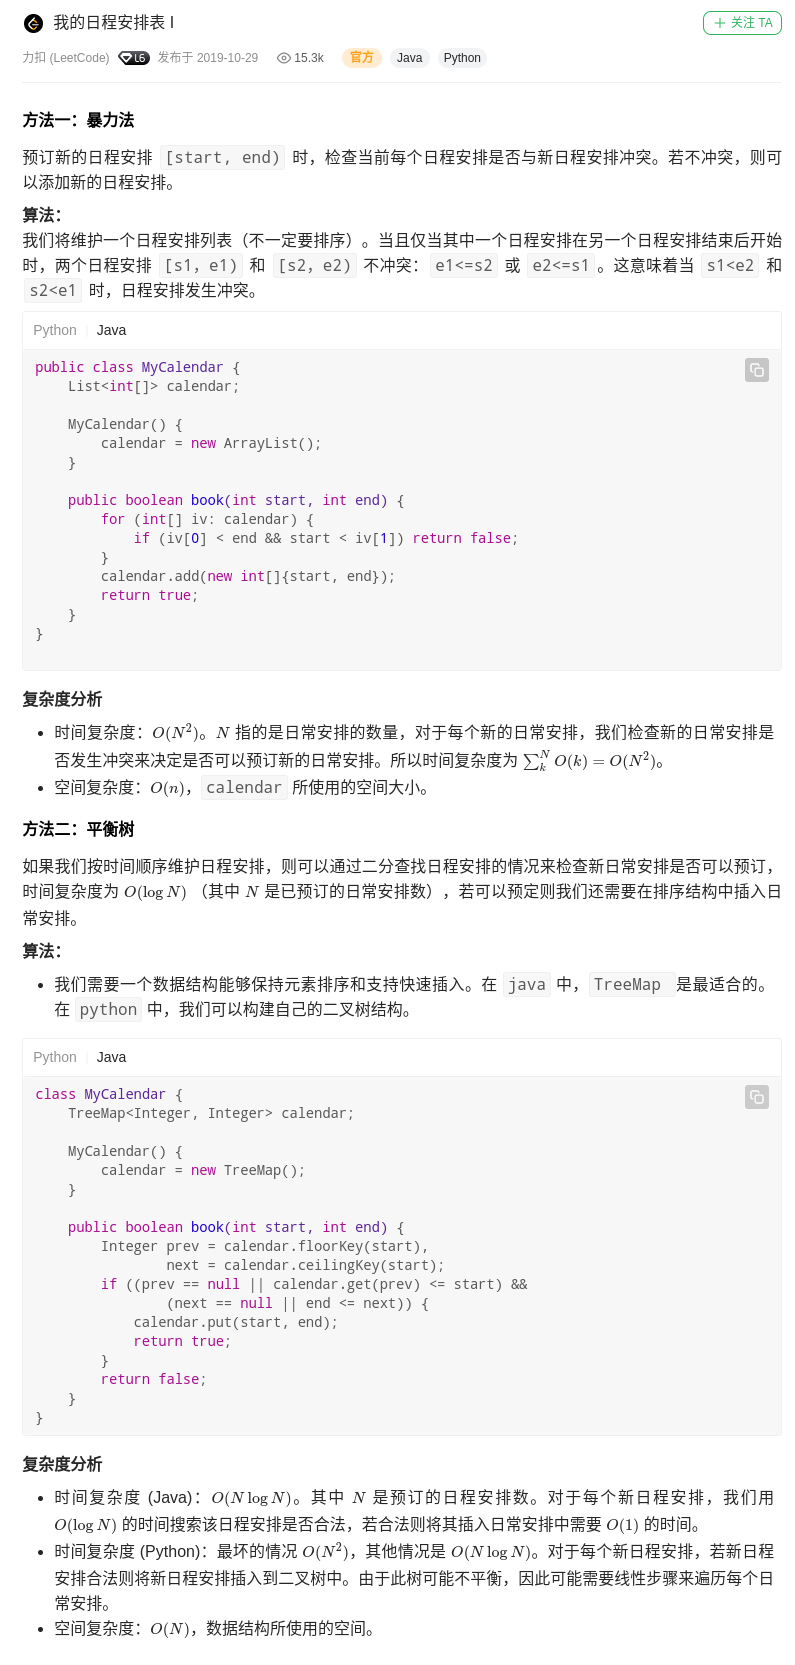 我的日程安排表 I
关注 TA
力扣 (LeetCode) L6 发布于 2019-10-29 15.3k 官方 Java Python
方法一：暴力法
预订新的日程安排 [start, end) 时，检查当前每个日程安排是否与新日程安排冲突。若不冲突，则可
以添加新的日程安排。
算法：
我们将维护一个日程安排列表（不一定要排序）。当且仅当其中一个日程安排在另一个日程安排结束后开始
时，两个日程安排 [s1, e1) 和 [s2, e2) 不冲突： e1<=s2 或 e2<=s1 。这意味着当 s1<e2 和
s2<e1 时，日程安排发生冲突。
Python Java
public class MyCalendar {
    List<int[]> calendar;
    MyCalendar() {
        calendar = new ArrayList();
    }
    public boolean book(int start, int end) {
        for (int[] iv: calendar) {
            if (iv[0] < end && start < iv[1]) return false;
        }
        calendar.add(new int[]{start, end});
        return true;
    }
}
复杂度分析
• 时间复杂度：O(N²)。N 指的是日常安排的数量，对于每个新的日常安排，我们检查新的日常安排是
否发生冲突来决定是否可以预订新的日常安排。所以时间复杂度为 ∑ₖᴺ O(k) = O(N²)。
• 空间复杂度：O(n)，calendar 所使用的空间大小。
方法二：平衡树
如果我们按时间顺序维护日程安排，则可以通过二分查找日程安排的情况来检查新日常安排是否可以预订，
时间复杂度为 O(log N) （其中 N 是已预订的日常安排数），若可以预定则我们还需要在排序结构中插入日
常安排。
算法：
• 我们需要一个数据结构能够保持元素排序和支持快速插入。在 java 中，TreeMap 是最适合的。
在 python 中，我们可以构建自己的二叉树结构。
Python Java
class MyCalendar {
    TreeMap<Integer, Integer> calendar;
    MyCalendar() {
        calendar = new TreeMap();
    }
    public boolean book(int start, int end) {
        Integer prev = calendar.floorKey(start),
                next = calendar.ceilingKey(start);
        if ((prev == null || calendar.get(prev) <= start) &&
                (next == null || end <= next)) {
            calendar.put(start, end);
            return true;
        }
        return false;
    }
}
复杂度分析
• 时间复杂度 (Java)：O(N log N)。其中 N 是预订的日程安排数。对于每个新日程安排，我们用
O(log N) 的时间搜索该日程安排是否合法，若合法则将其插入日常安排中需要 O(1) 的时间。
• 时间复杂度 (Python)：最坏的情况 O(N²)，其他情况是 O(N log N)。对于每个新日程安排，若新日程
安排合法则将新日程安排插入到二叉树中。由于此树可能不平衡，因此可能需要线性步骤来遍历每个日
常安排。
• 空间复杂度：O(N)，数据结构所使用的空间。